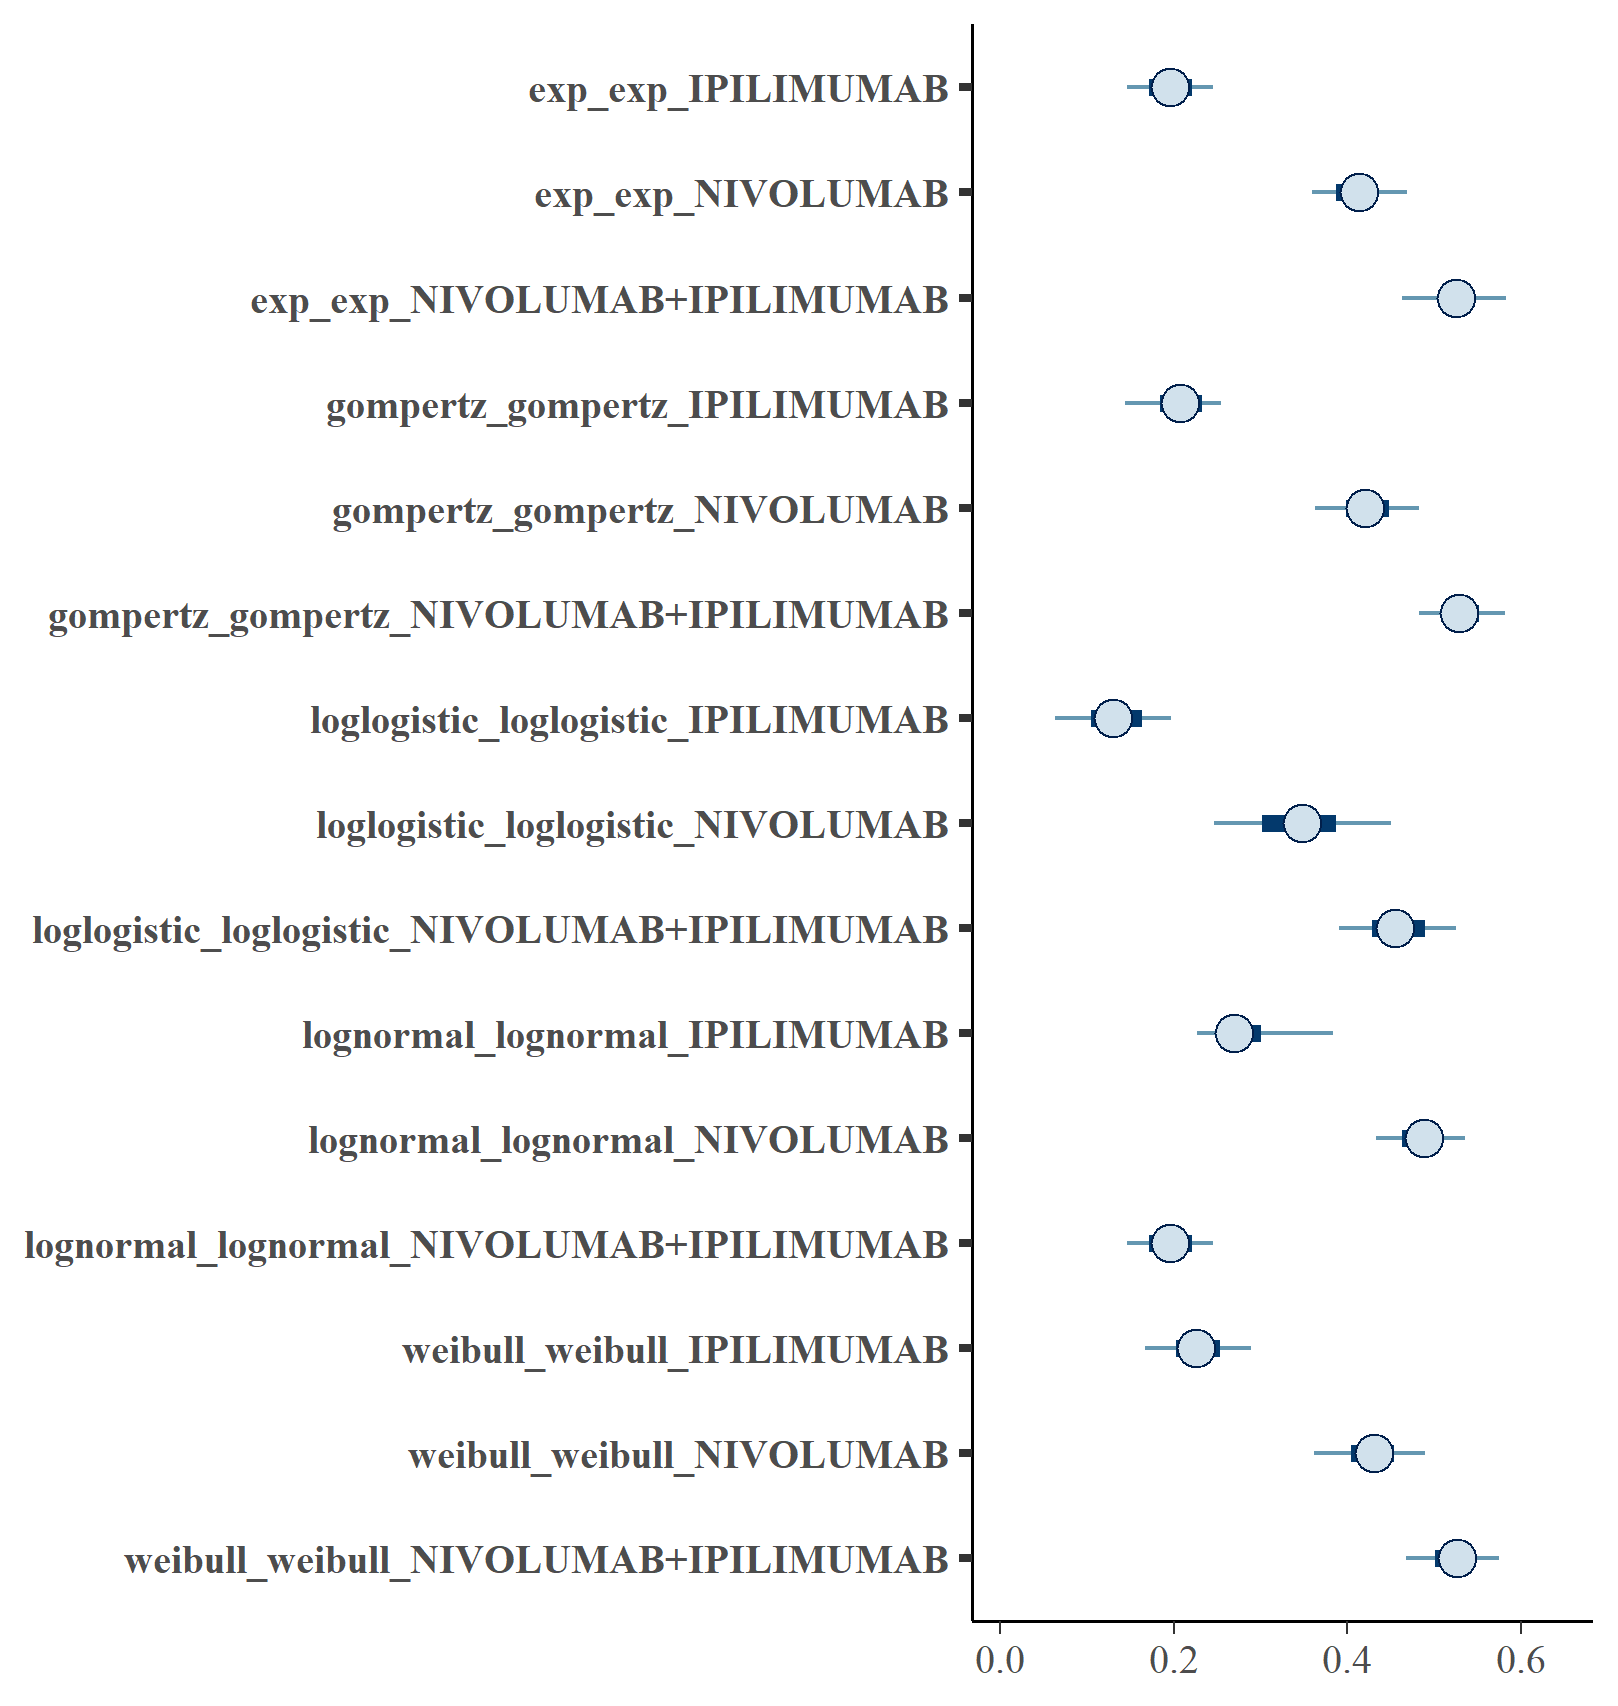 exp_exp_IPILIMUMAB
exp_exp_NIVOLUMAB
exp_exp_NIVOLUMAB+IPILIMUMAB
gompertz_gompertz_IPILIMUMAB
gompertz_gompertz_NIVOLUMAB
gompertz_gompertz_NIVOLUMAB+IPILIMUMAB
loglogistic_loglogistic_IPILIMUMAB
loglogistic_loglogistic_NIVOLUMAB
loglogistic_loglogistic_NIVOLUMAB+IPILIMUMAB
lognormal_lognormal_IPILIMUMAB
lognormal_lognormal_NIVOLUMAB
lognormal_lognormal_NIVOLUMAB+IPILIMUMAB
weibull_weibull_IPILIMUMAB
weibull_weibull_NIVOLUMAB
weibull_weibull_NIVOLUMAB+IPILIMUMAB
0.0 0.2 0.4 0.6